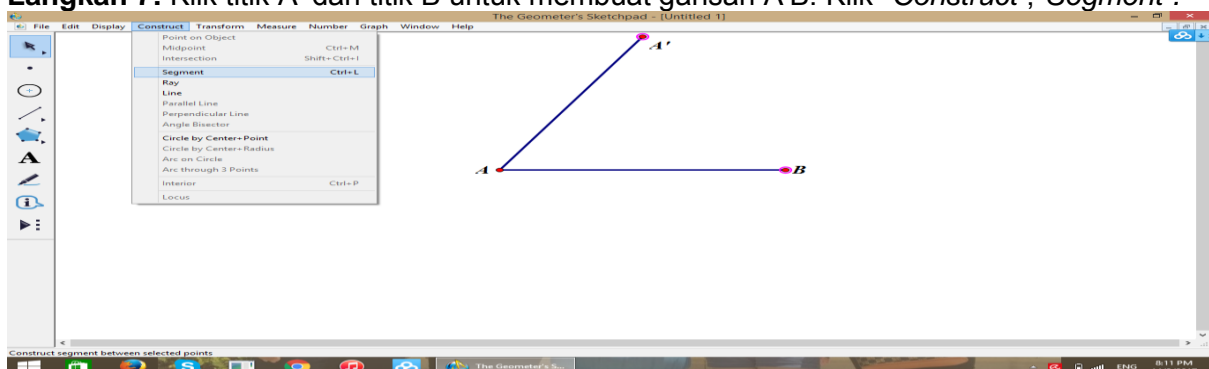 Langkah 7: Klik titik A' dan titik B untuk membuat garisan A'B. Klik "Construct", "Segment".
The Geometer's Sketchpad - [Untitled 1]
File Edit Display Construct Transform Measure Number Graph Window Help
Point on Object
Midpoint Ctrl+M
Intersection Shift+Ctrl+I
Segment Ctrl+L
Ray
Line
Parallel Line
Perpendicular Line
Angle Bisector
Circle by Center+Point
Circle by Center+Radius
Arc on Circle
Arc through 3 Points
Interior Ctrl+P
Locus
A'
A B
A
Construct segment between selected points
The Geometer's S...
ENG 8:11 PM